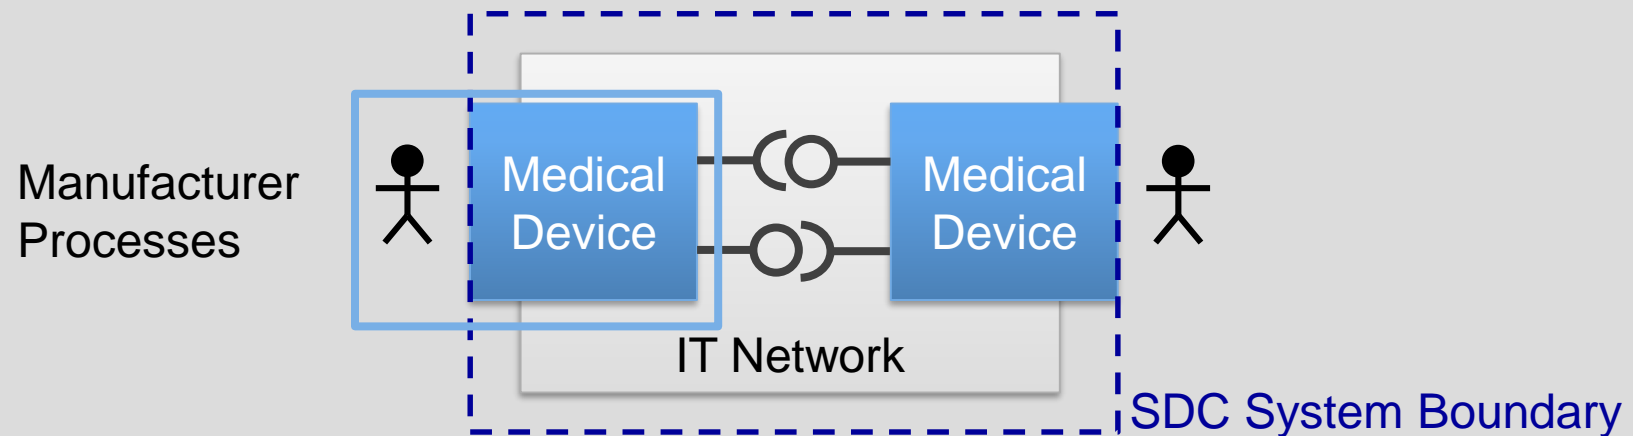 Manufacturer
Processes
Medical
Device
Medical
Device
IT Network
SDC System Boundary